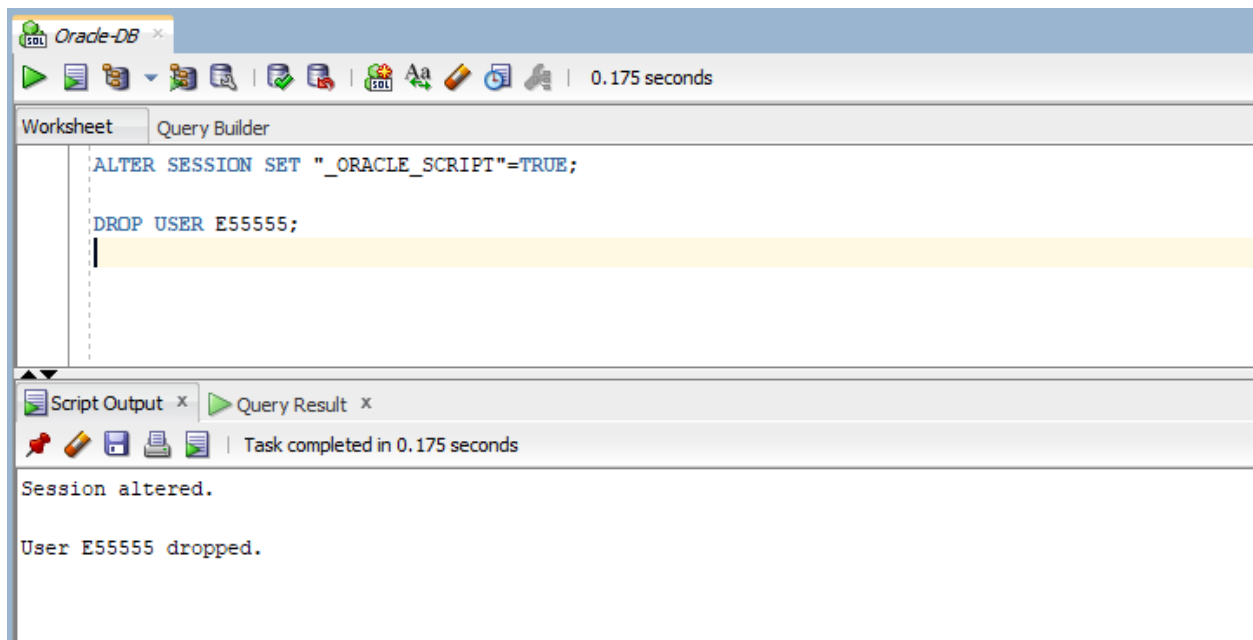 Oracle-DB
0.175 seconds
Worksheet Query Builder
ALTER SESSION SET "_ORACLE_SCRIPT"=TRUE;
DROP USER E55555;
Script Output x Query Result x
Task completed in 0.175 seconds
Session altered.
User E55555 dropped.